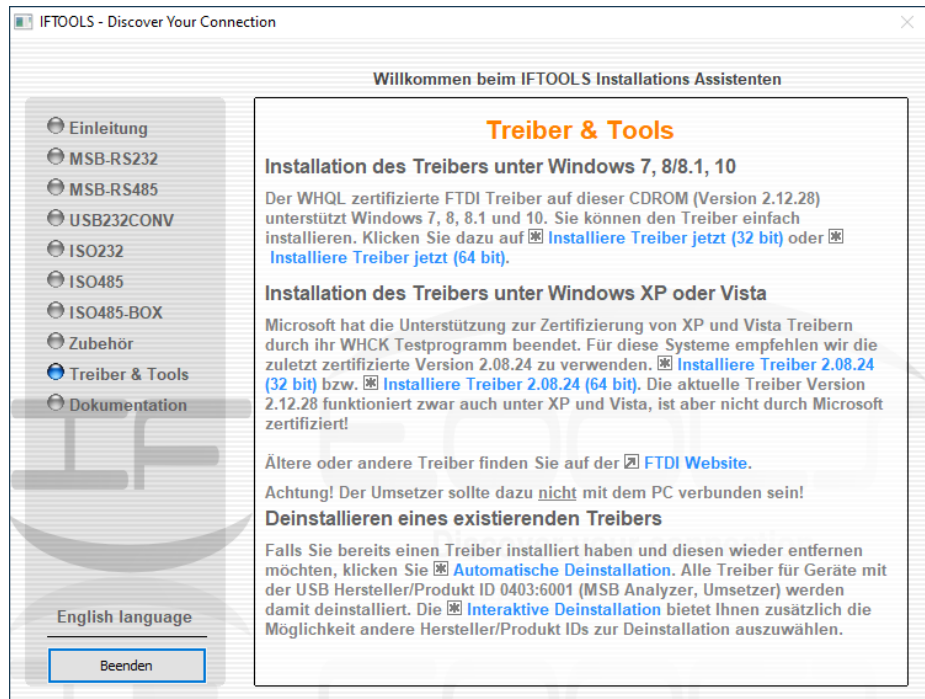 IFTOOLS - Discover Your Connection
Willkommen beim IFTOOLS Installations Assistenten
Einleitung
MSB-RS232
MSB-RS485
USB232CONV
ISO232
ISO485
ISO485-BOX
Zubehör
Treiber & Tools
Dokumentation
English language
Beenden
Treiber & Tools
Installation des Treibers unter Windows 7, 8/8.1, 10
Der WHQL zertifizierte FTDI Treiber auf dieser CDROM (Version 2.12.28)
unterstützt Windows 7, 8, 8.1 und 10. Sie können den Treiber einfach
installieren. Klicken Sie dazu auf Installiere Treiber jetzt (32 bit) oder
Installiere Treiber jetzt (64 bit).
Installation des Treibers unter Windows XP oder Vista
Microsoft hat die Unterstützung zur Zertifizierung von XP und Vista Treibern
durch ihr WHCK Testprogramm beendet. Für diese Systeme empfehlen wir die
zuletzt zertifizierte Version 2.08.24 zu verwenden. Installiere Treiber 2.08.24
(32 bit) bzw. Installiere Treiber 2.08.24 (64 bit). Die aktuelle Treiber Version
2.12.28 funktioniert zwar auch unter XP und Vista, ist aber nicht durch Microsoft
zertifiziert!
Ältere oder andere Treiber finden Sie auf der FTDI Website.
Achtung! Der Umsetzer sollte dazu nicht mit dem PC verbunden sein!
Deinstallieren eines existierenden Treibers
Falls Sie bereits einen Treiber installiert haben und diesen wieder entfernen
möchten, klicken Sie Automatische Deinstallation. Alle Treiber für Geräte mit
der USB Hersteller/Produkt ID 0403:6001 (MSB Analyzer, Umsetzer) werden
damit deinstalliert. Die Interaktive Deinstallation bietet Ihnen zusätzlich die
Möglichkeit andere Hersteller/Produkt IDs zur Deinstallation auszuwählen.